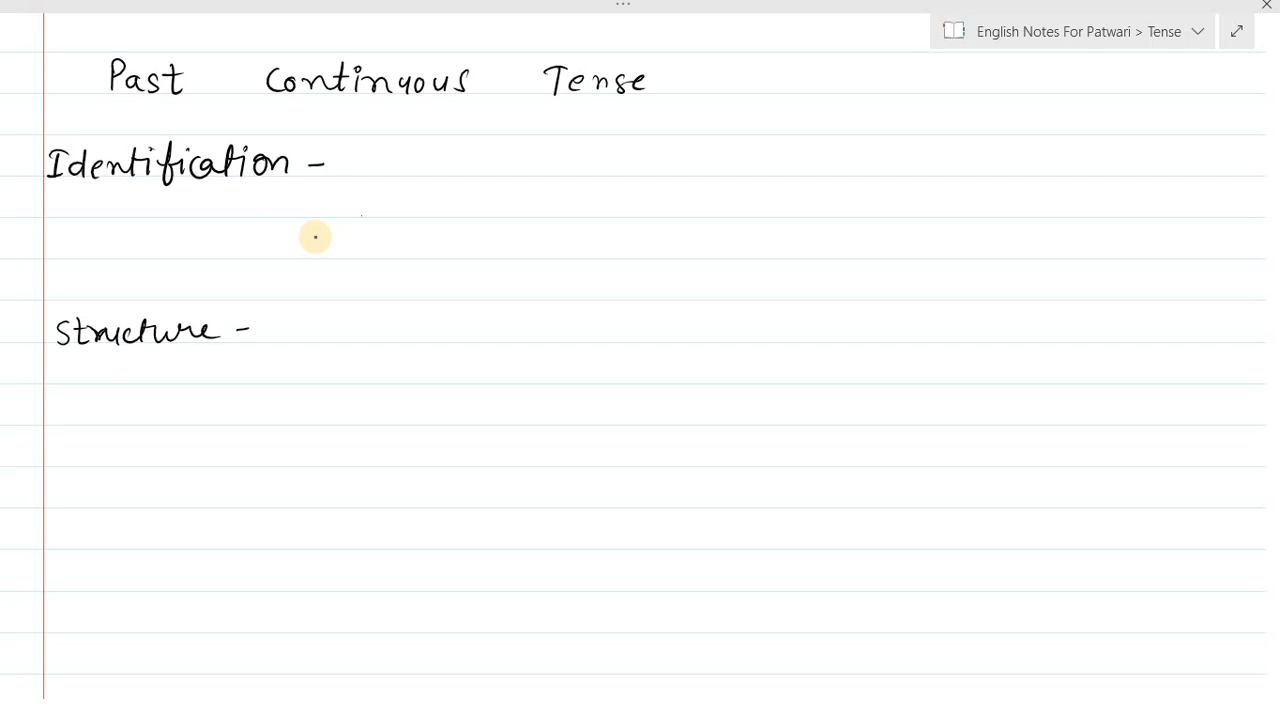 English Notes For Patwari > Tense
Past Continuous Tense
Identification -
Structure -